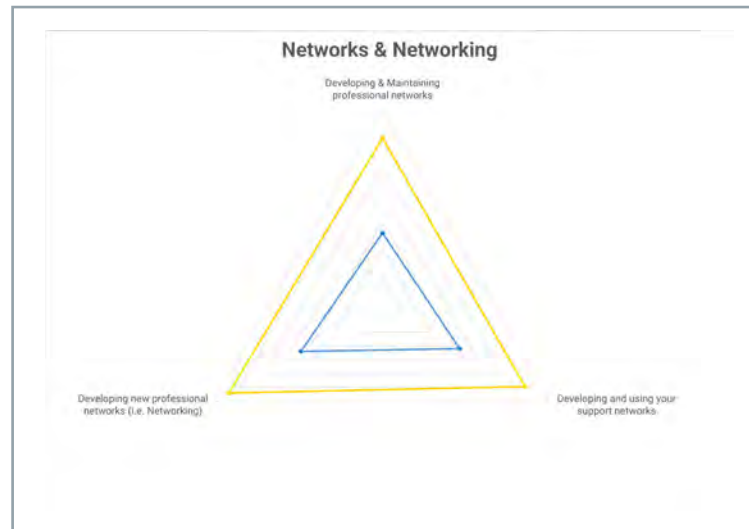 Networks & Networking
Developing & Maintaining
professional networks
Developing new professional
networks (i.e. Networking)
Developing and using your
support networks